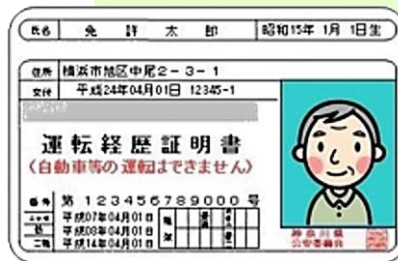 氏名 免許太郎 昭和15年 1月 1日生
住所 横浜市旭区中尾2-3-1
交付 平成24年04月01日 12345-1
運転経歴証明書
(自動車等の運転はできません)
番号 第 123456789000 号
平成07年04月01日
他 平成08年04月01日
二種 平成14年04月01日
神奈川県
公安委員会